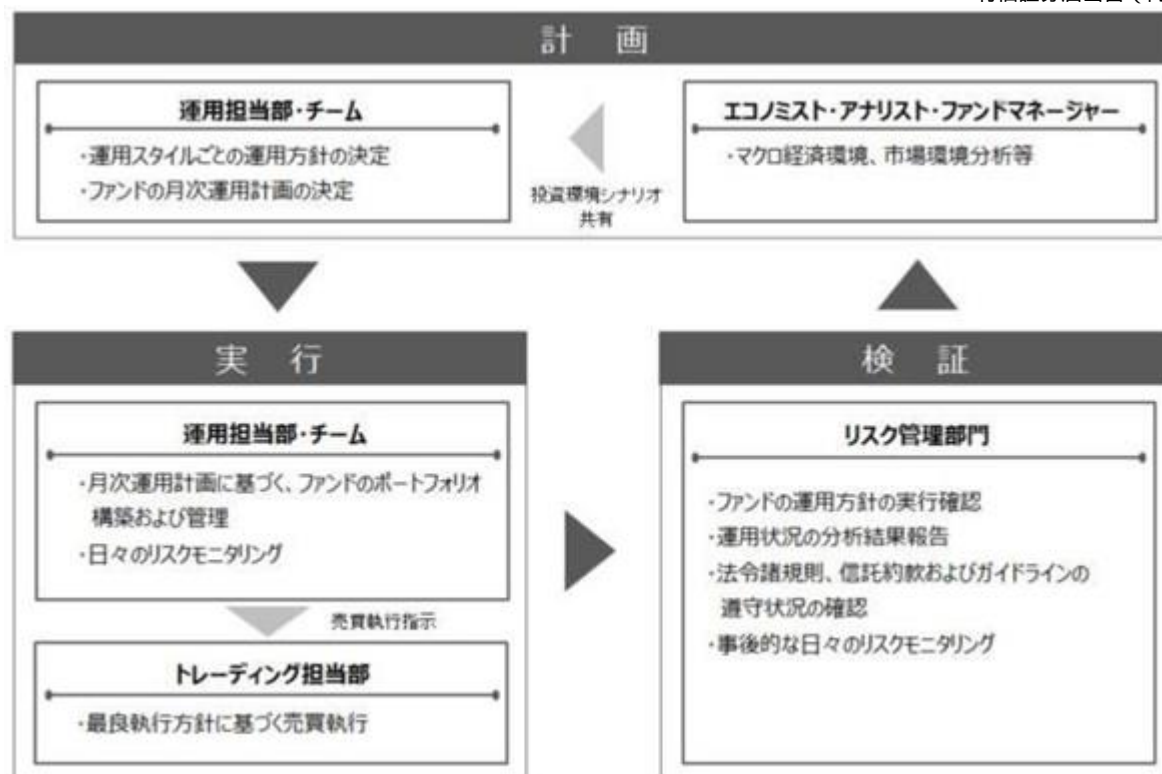 計 画
運用担当部・チーム
・運用スタイルごとの運用方針の決定
・ファンドの月次運用計画の決定
投資環境シナリオ
共有
エコノミスト・アナリスト・ファンドマネージャー
・マクロ経済環境、市場環境分析等
実 行
運用担当部・チーム
・月次運用計画に基づく、ファンドのポートフォリオ
構築および管理
・日々のリスクモニタリング
売買執行指示
トレーディング担当部
・最良執行方針に基づく売買執行
検 証
リスク管理部門
・ファンドの運用方針の実行確認
・運用状況の分析結果報告
・法令諸規則、信託約款およびガイドラインの
遵守状況の確認
・事後的な日々のリスクモニタリング